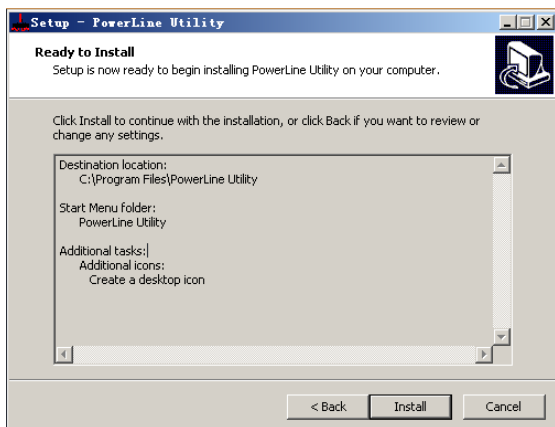 Setup - PowerLine Utility
Ready to Install
Setup is now ready to begin installing PowerLine Utility on your computer.
Click Install to continue with the installation, or click Back if you want to review or
change any settings.
Destination location:
C:\Program Files\PowerLine Utility
Start Menu folder:
PowerLine Utility
Additional tasks:
Additional icons:
Create a desktop icon
< Back
Install
Cancel